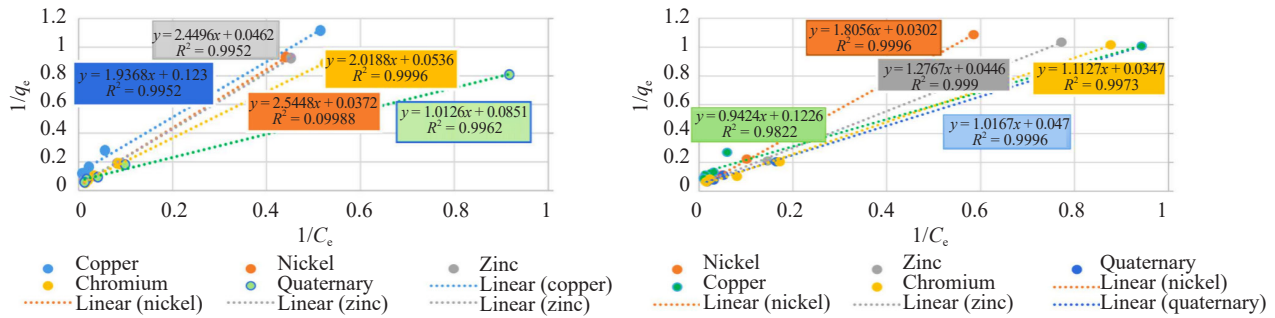 1.2
1
0.8
0.6
0.4
0.2
0
1/qe
y = 2.4496x + 0.0462
R² = 0.9952
y = 1.9368x + 0.123
R² = 0.9952
2.0188x + 0.0536
R² = 0.9996
y = 2.5448x + 0.0372
R² = 0.09988
y = 1.0126x + 0.0851
R² = 0.9962
0 0.2 0.4 0.6 0.8 1
1/Ce
Copper Nickel Zinc
Chromium Quaternary Linear (copper)
Linear (nickel) Linear (zinc) Linear (zinc)
1.2
1
0.8
0.6
0.4
0.2
0
1/qe
y = 1.8056x + 0.0302
R² = 0.9996
y = 1.2767x + 0.0446
R² = 0.999
y = 1.1127x + 0.0347
R² = 0.9973
y = 0.9424x + 0.1226
R² = 0.9822
y = 1.0167x + 0.047
R² = 0.9996
0 0.2 0.4 0.6 0.8 1
1/Ce
Nickel Zinc Quaternary
Copper Chromium Linear (nickel)
Linear (nickel) Linear (zinc) Linear (quaternary)